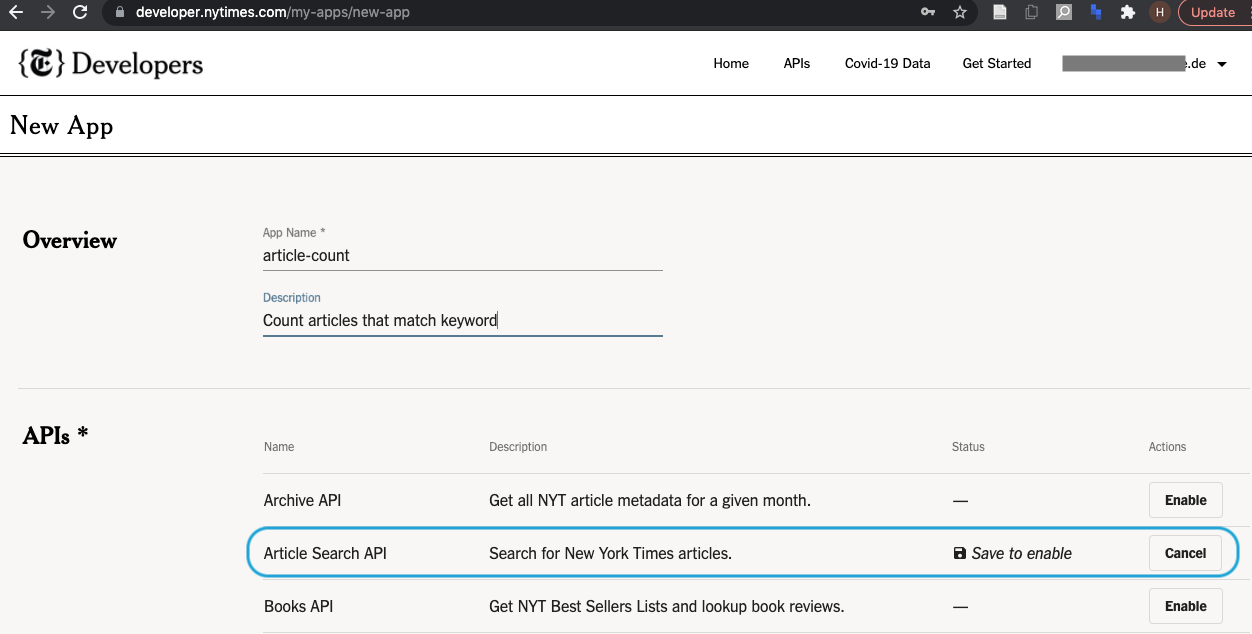 developer.nytimes.com/my-apps/new-app H Update
{T} Developers Home APIs Covid-19 Data Get Started .de
New App
Overview
App Name *
article-count
Description
Count articles that match keyword
APIs *
Name Description Status Actions
Archive API Get all NYT article metadata for a given month. — Enable
Article Search API Search for New York Times articles. Save to enable Cancel
Books API Get NYT Best Sellers Lists and lookup book reviews. — Enable